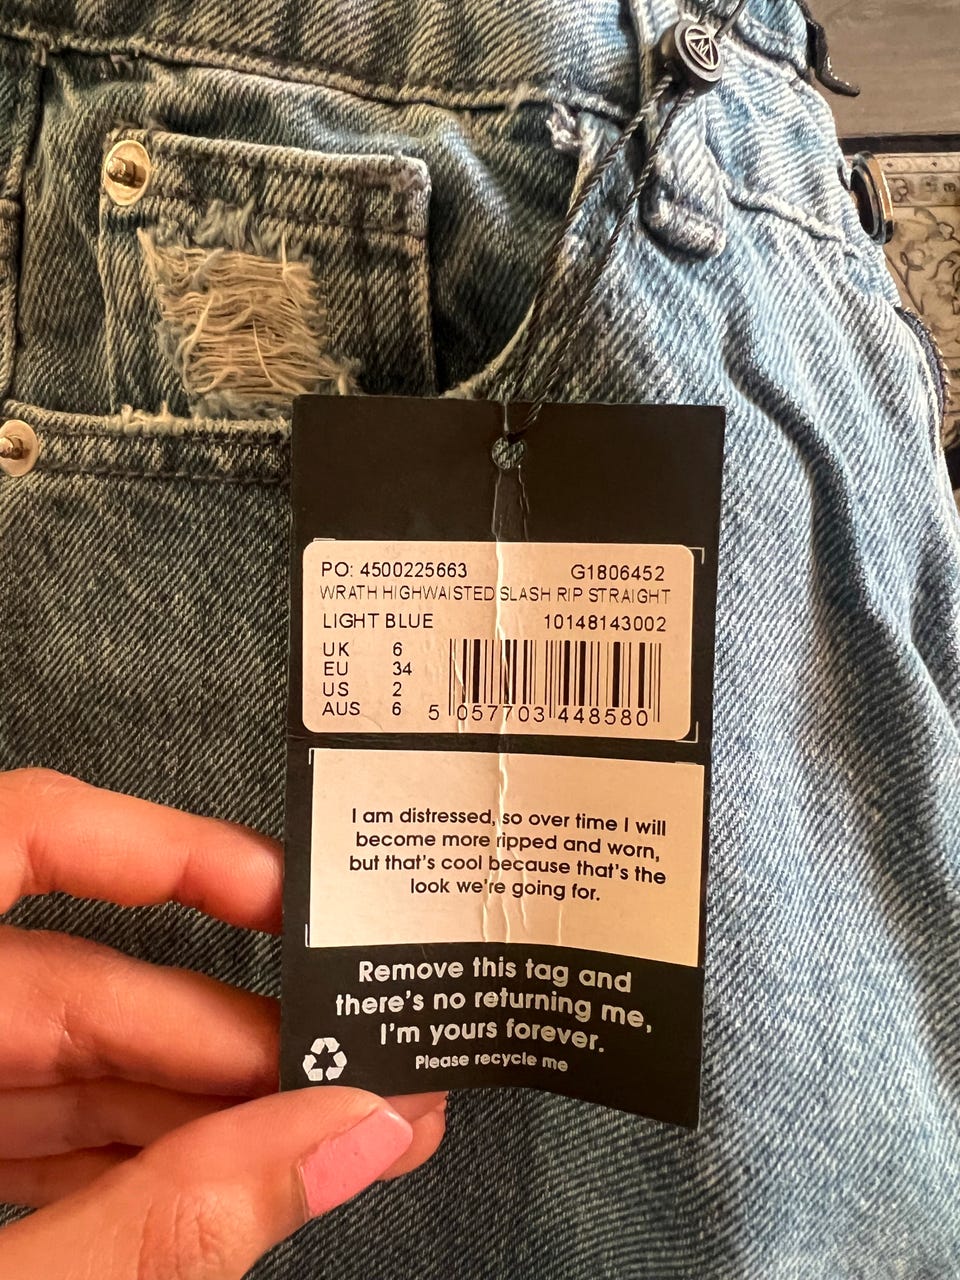 PO: 4500225663 G1806452
WRATH HIGHWAISTED SLASH RIP STRAIGHT
LIGHT BLUE 10148143002
UK 6
EU 34
US 2
AUS 6
5 057703 448580
I am distressed, so over time I will
become more ripped and worn,
but that's cool because that's the
look we're going for.
Remove this tag and
there's no returning me,
I'm yours forever.
Please recycle me